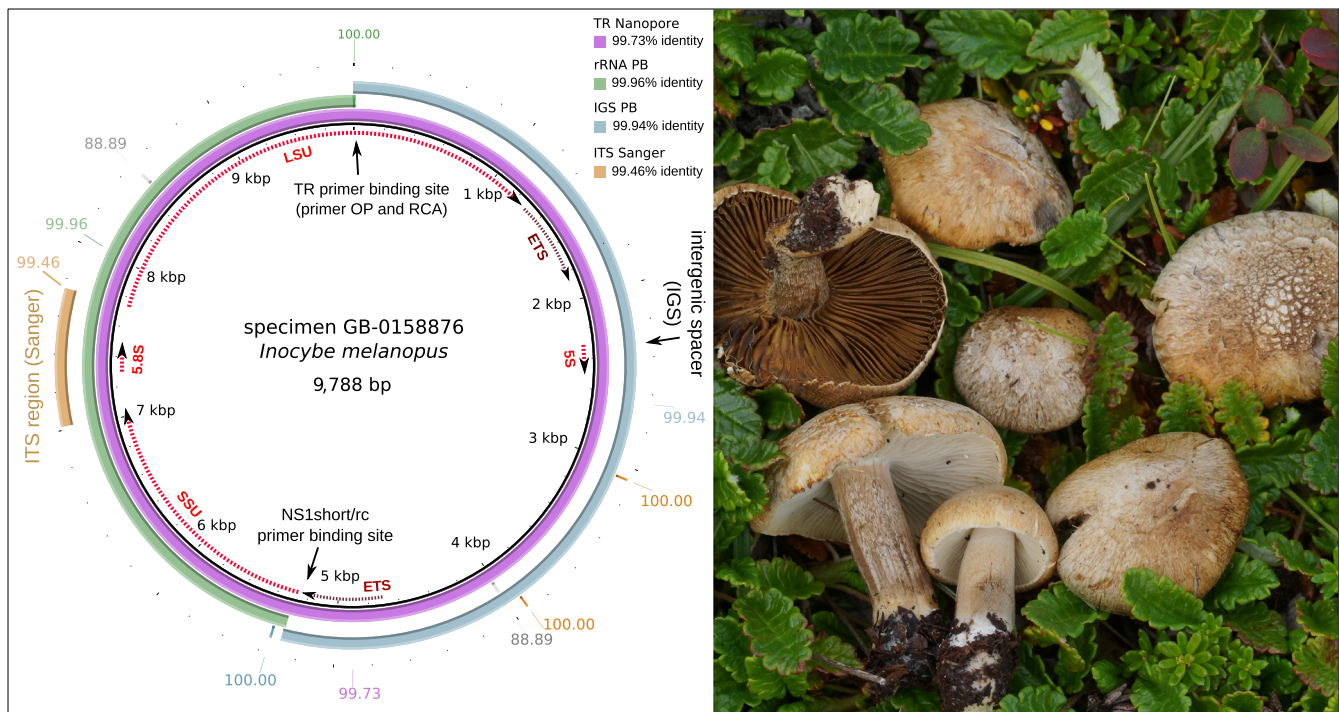 100.00
TR Nanopore
99.73% identity
rRNA PB
99.96% identity
IGS PB
99.94% identity
ITS Sanger
99.46% identity
88.89
LSU
9 kbp
TR primer binding site
(primer OP and RCA)
1 kbp
ETS
99.96
99.46
8 kbp
2 kbp
intergenic spacer
(IGS)
ITS region (Sanger)
specimen GB-0158876
Inocybe melanopus
9,788 bp
5.8S
5S
7 kbp
99.94
3 kbp
100.00
SSU
6 kbp
NS1short/rc
primer binding site
4 kbp
5 kbp
ETS
100.00
88.89
100.00
99.73